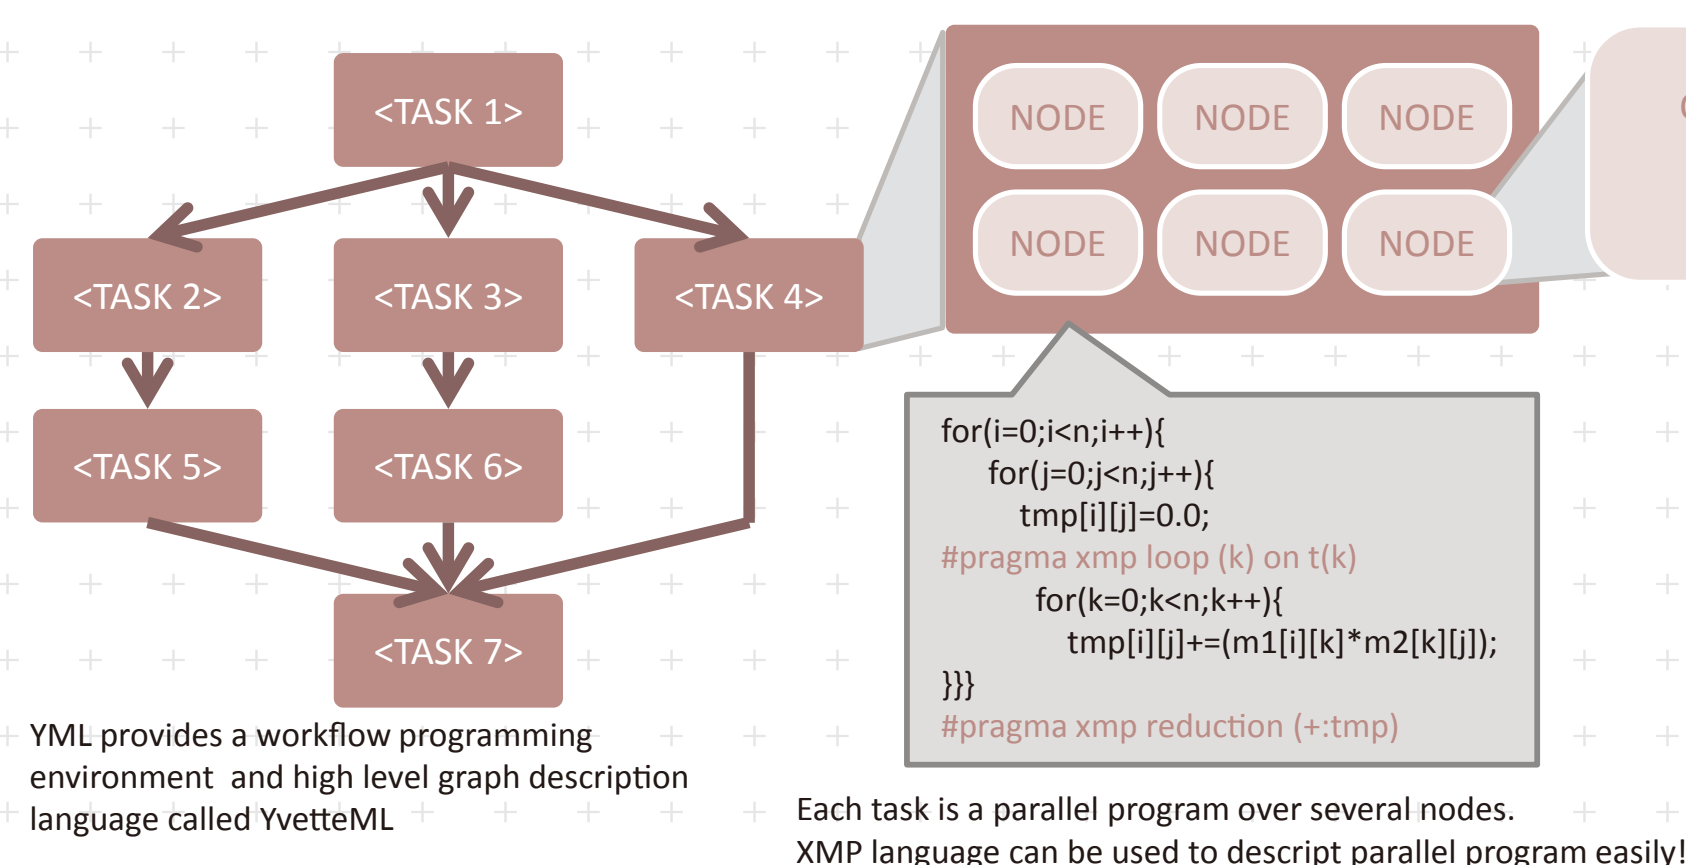 <TASK 1>
<TASK 2>
<TASK 3>
<TASK 4>
<TASK 5>
<TASK 6>
<TASK 7>
YML provides a workflow programming
environment  and high level graph description
language called YvetteML
NODE NODE NODE
NODE NODE NODE
for(i=0;i<n;i++){
for(j=0;j<n;j++){
tmp[i][j]=0.0;
#pragma xmp loop (k) on t(k)
for(k=0;k<n;k++){
tmp[i][j]+=(m1[i][k]*m2[k][j]);
}}}
#pragma xmp reduction (+:tmp)
Each task is a parallel program over several nodes.
XMP language can be used to descript parallel program easily!